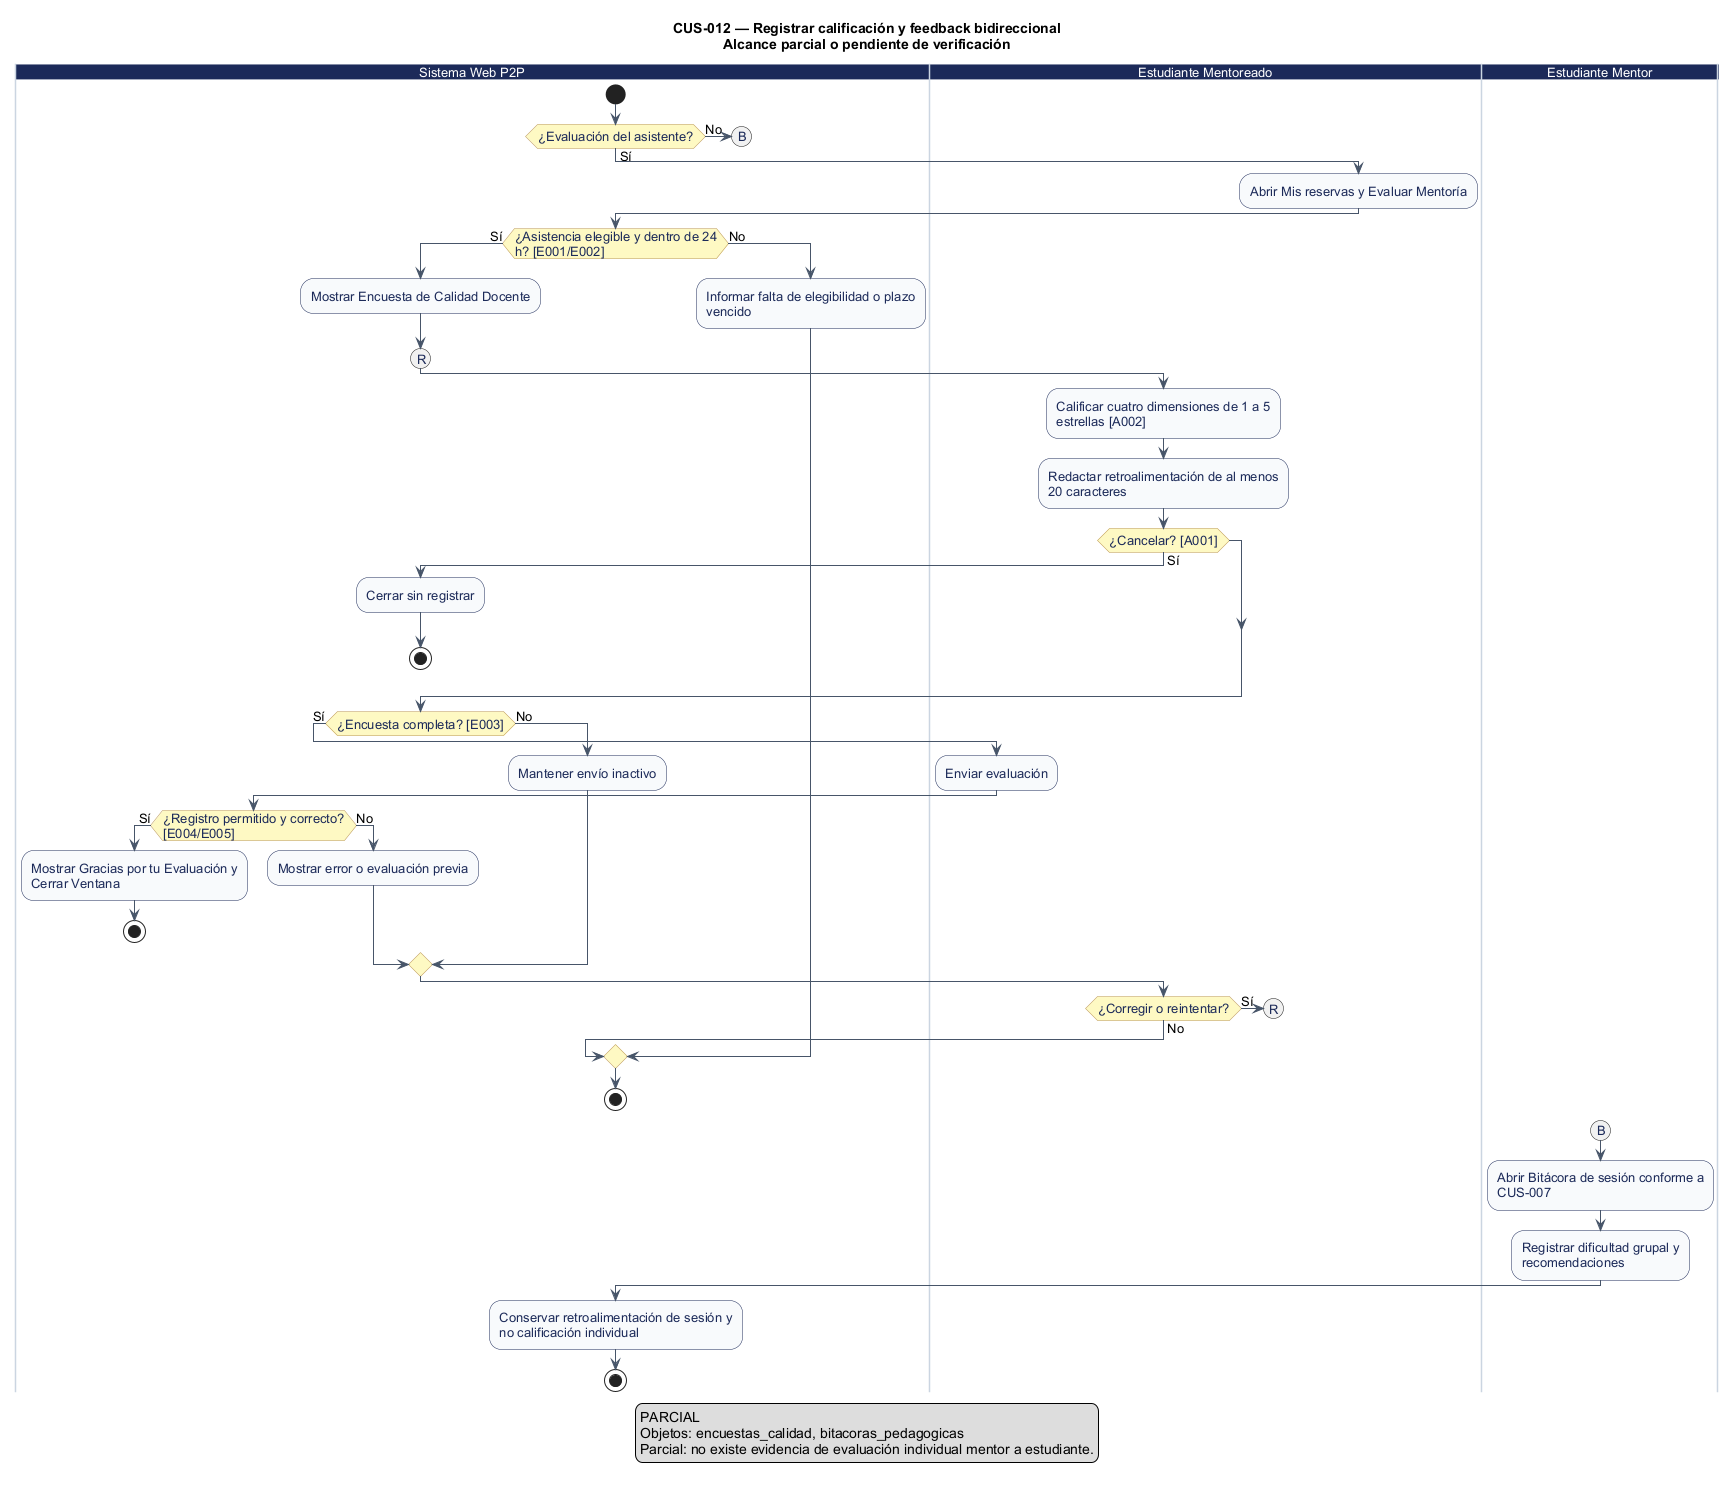 CUS-012 — Registrar calificación y feedback bidireccional
Alcance parcial o pendiente de verificación
Sistema Web P2P
Estudiante Mentoreado
Estudiante Mentor
¿Evaluación del asistente?
No
B
Sí
Abrir Mis reservas y Evaluar Mentoría
Sí
¿Asistencia elegible y dentro de 24
h? [E001/E002]
No
Mostrar Encuesta de Calidad Docente
Informar falta de elegibilidad o plazo
vencido
R
Calificar cuatro dimensiones de 1 a 5
estrellas [A002]
Redactar retroalimentación de al menos
20 caracteres
¿Cancelar? [A001]
Sí
Cerrar sin registrar
Sí
¿Encuesta completa? [E003]
No
Mantener envío inactivo
Enviar evaluación
Sí
¿Registro permitido y correcto?
[E004/E005]
No
Mostrar Gracias por tu Evaluación y
Cerrar Ventana
Mostrar error o evaluación previa
¿Corregir o reintentar?
Sí
R
No
B
Abrir Bitácora de sesión conforme a
CUS-007
Registrar dificultad grupal y
recomendaciones
Conservar retroalimentación de sesión y
no calificación individual
PARCIAL
Objetos: encuestas_calidad, bitacoras_pedagogicas
Parcial: no existe evidencia de evaluación individual mentor a estudiante.